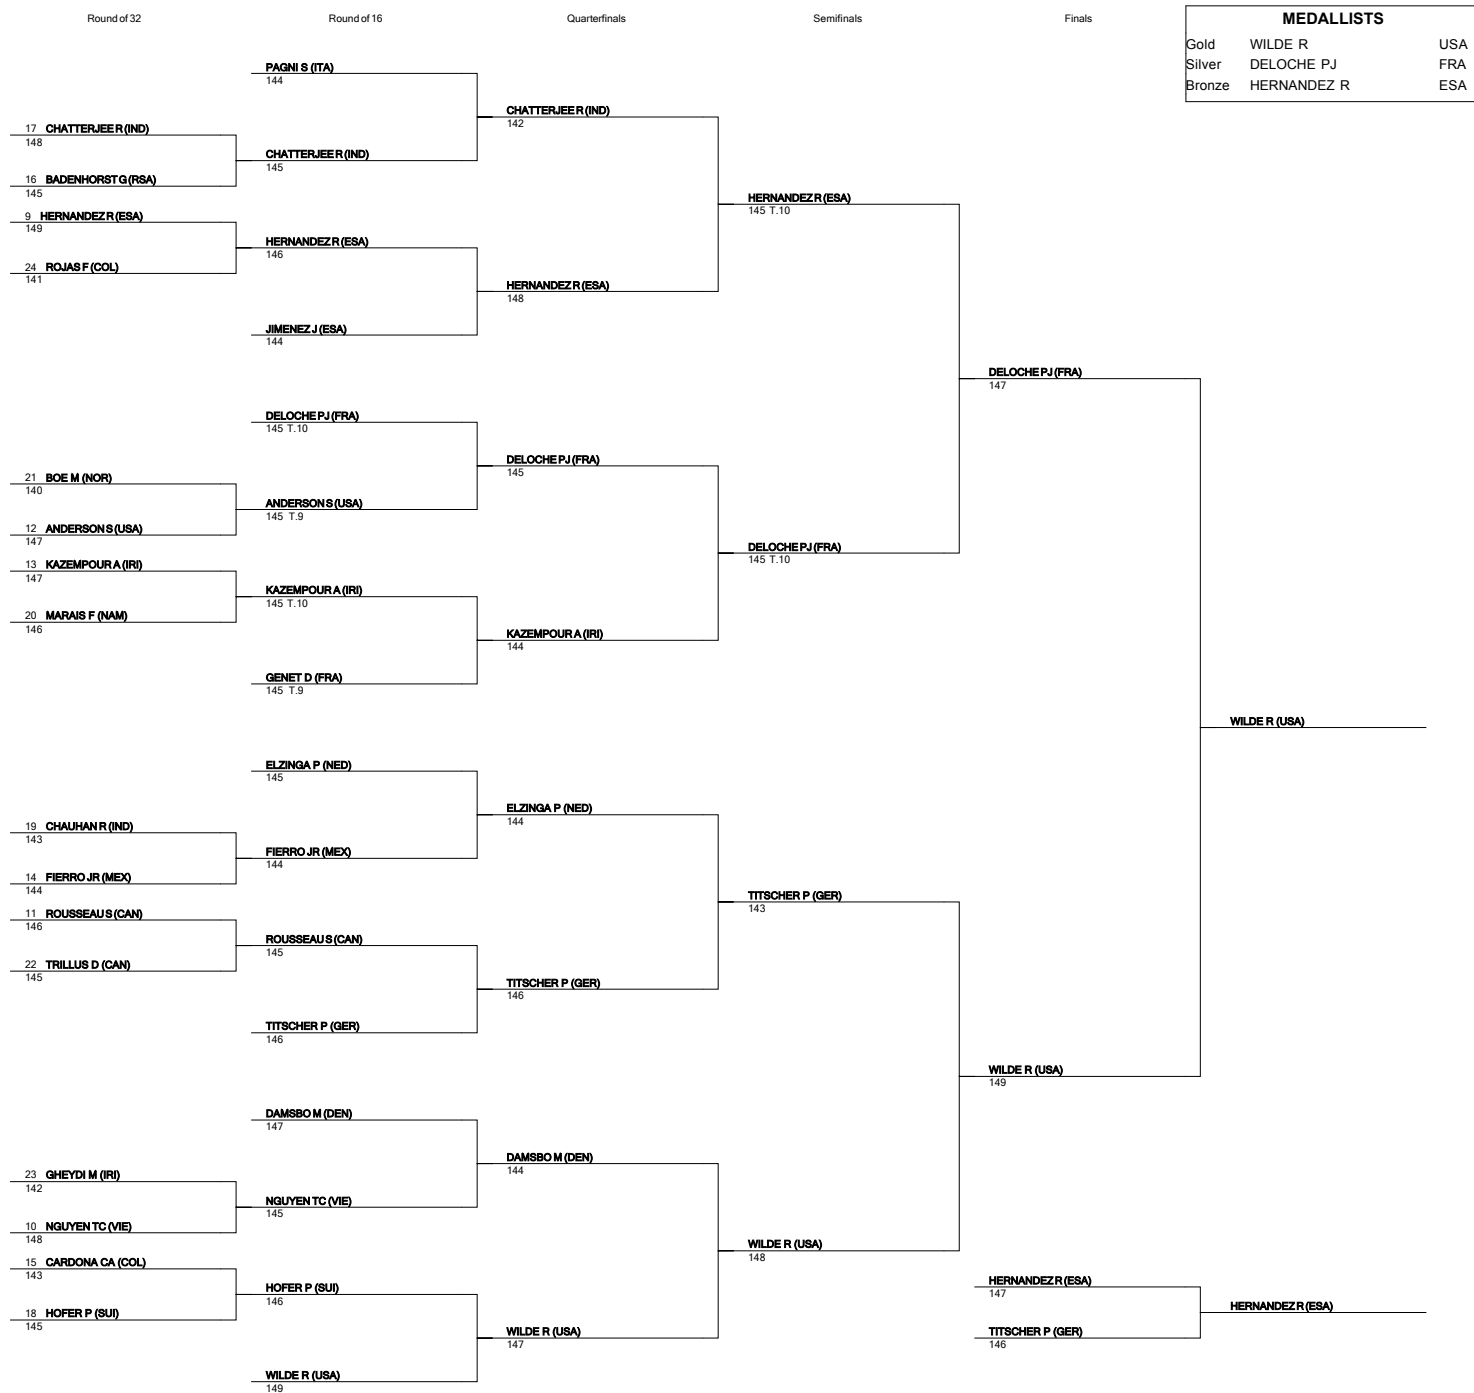 Round of 32
Round of 16
Quarterfinals
Semifinals
Finals
MEDALLISTS
Gold WILDE R USA
Silver DELOCHE PJ FRA
Bronze HERNANDEZ R ESA
PAGNI S (ITA)
144
CHATTERJEE R (IND)
142
17 CHATTERJEE R (IND)
148
CHATTERJEE R (IND)
145
16 BADENHORST G (RSA)
145
HERNANDEZ R (ESA)
145 T.10
9 HERNANDEZ R (ESA)
149
HERNANDEZ R (ESA)
146
24 ROJAS F (COL)
141
HERNANDEZ R (ESA)
148
JIMENEZ J (ESA)
144
DELOCHE PJ (FRA)
147
DELOCHE PJ (FRA)
145 T.10
DELOCHE PJ (FRA)
145
21 BOE M (NOR)
140
ANDERSON S (USA)
145 T.9
12 ANDERSON S (USA)
147
DELOCHE PJ (FRA)
145 T.10
13 KAZEMPOUR A (IRI)
147
KAZEMPOUR A (IRI)
145 T.10
20 MARAIS F (NAM)
146
KAZEMPOUR A (IRI)
144
GENET D (FRA)
145 T.9
WILDE R (USA)
ELZINGA P (NED)
145
ELZINGA P (NED)
144
19 CHAUHAN R (IND)
143
FIERRO JR (MEX)
144
14 FIERRO JR (MEX)
144
TITSCHER P (GER)
143
11 ROUSSEAU S (CAN)
146
ROUSSEAU S (CAN)
145
22 TRILLUS D (CAN)
145
TITSCHER P (GER)
146
TITSCHER P (GER)
146
WILDE R (USA)
149
DAMSBO M (DEN)
147
DAMSBO M (DEN)
144
23 GHEYDI M (IRI)
142
NGUYEN TC (VIE)
145
10 NGUYEN TC (VIE)
148
WILDE R (USA)
148
15 CARDONA CA (COL)
143
HOFER P (SUI)
146
HERNANDEZ R (ESA)
147
HERNANDEZ R (ESA)
18 HOFER P (SUI)
145
WILDE R (USA)
147
TITSCHER P (GER)
146
WILDE R (USA)
149